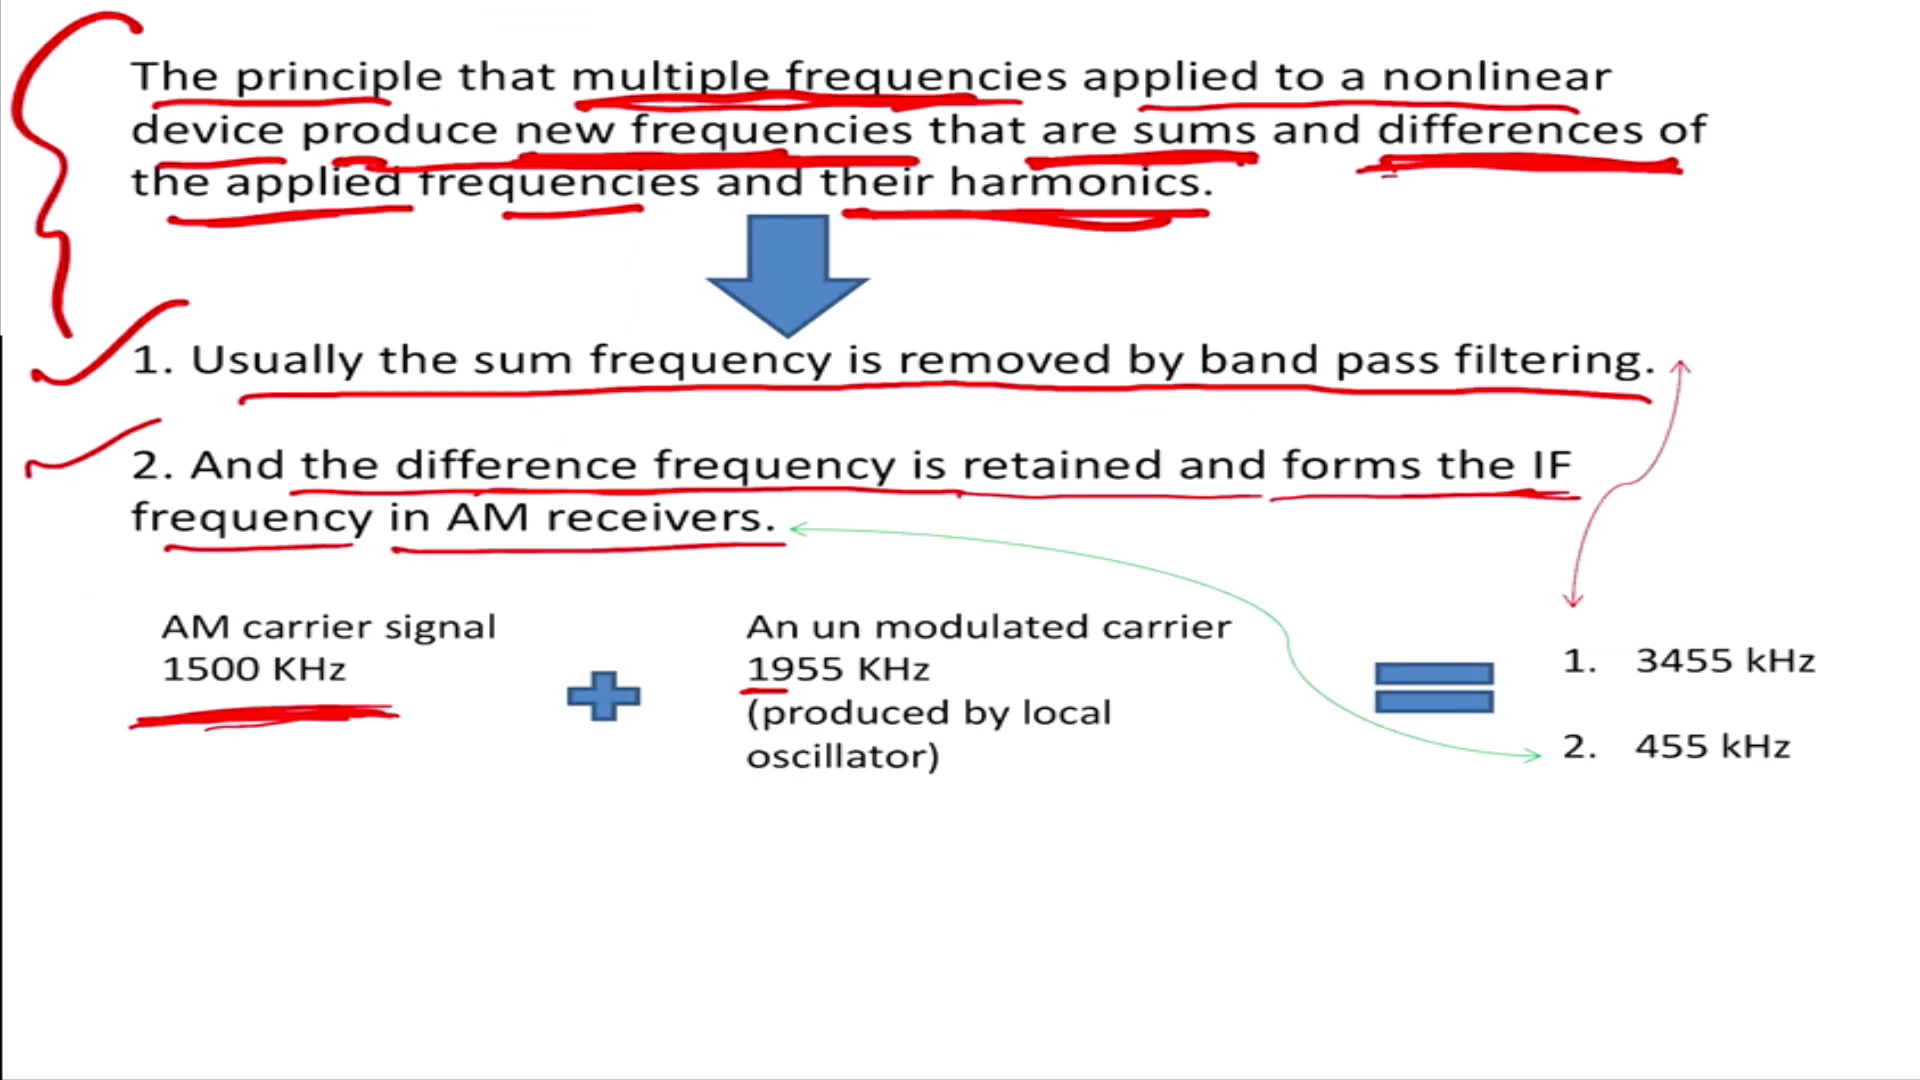 The principle that multiple frequencies applied to a nonlinear
device produce new frequencies that are sums and differences of
the applied frequencies and their harmonics.
1. Usually the sum frequency is removed by band pass filtering.
2. And the difference frequency is retained and forms the IF
frequency in AM receivers.
AM carrier signal
1500 KHz
An un modulated carrier
1955 KHz
(produced by local
oscillator)
1. 3455 kHz
2. 455 kHz